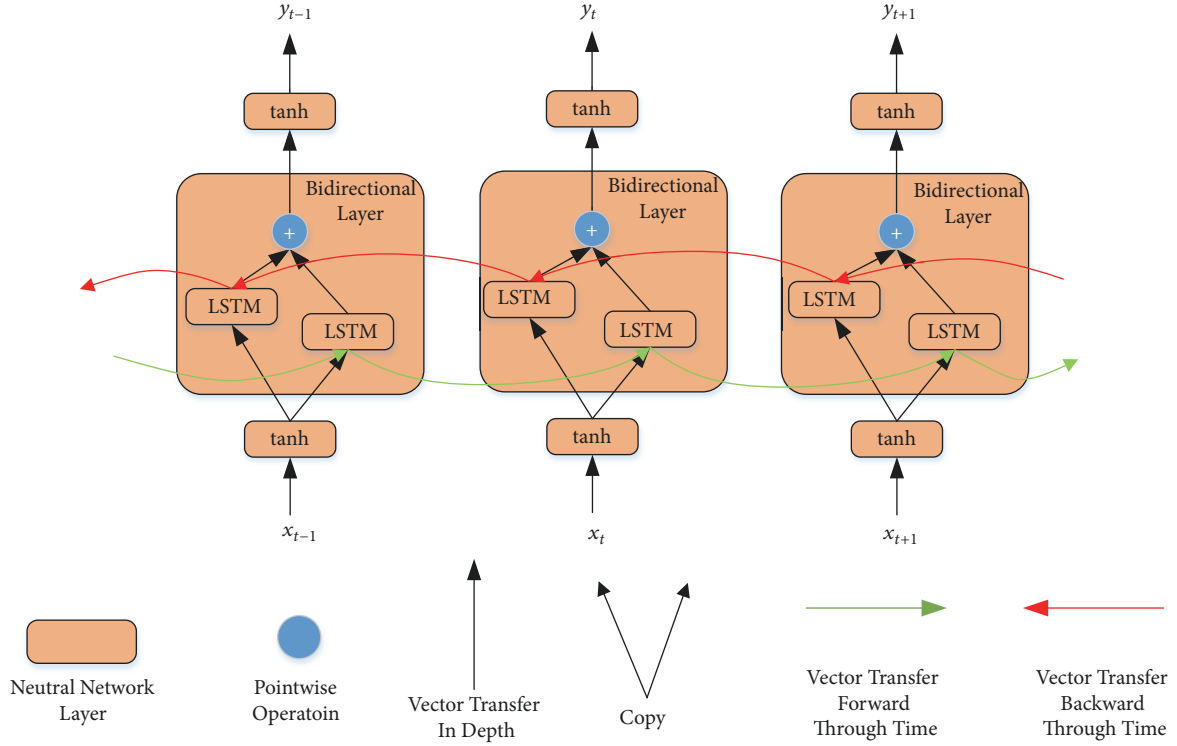 y_{t−1} y_t y_{t+1}
tanh tanh tanh
Bidirectional Bidirectional Bidirectional
Layer Layer Layer
+ + +
LSTM LSTM LSTM
LSTM LSTM LSTM
tanh tanh tanh
x_{t−1} x_t x_{t+1}
Neutral Network
Layer
Pointwise
Operatoin
Vector Transfer
In Depth
Copy
Vector Transfer
Forward
Through Time
Vector Transfer
Backward
Through Time